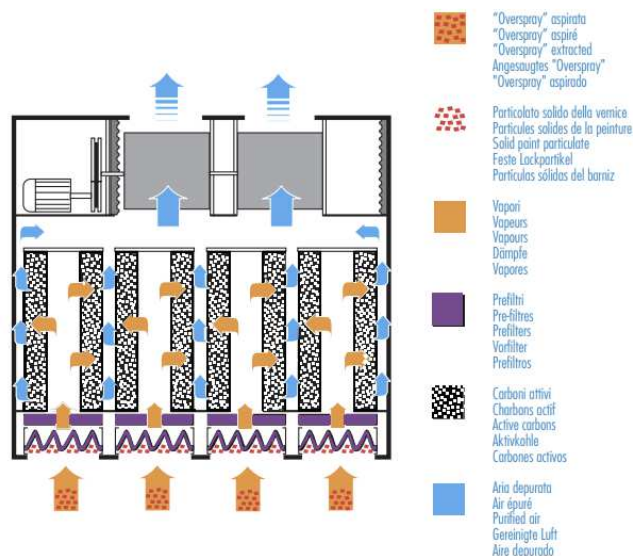 "Overspray" aspirata
"Overspray" aspiré
"Overspray" extracted
Angesaugtes "Overspray"
"Overspray" aspirado
Particolato solido della vernice
Particules solides de la peinture
Solid paint particulate
Feste Lackpartikel
Partículas sólidas del barniz
Vapori
Vapeurs
Vapours
Dämpfe
Vapores
Prefiltri
Pre-filtres
Prefilters
Vorfilter
Prefiltros
Carboni attivi
Charbons actif
Active carbons
Aktivkohle
Carbones activos
Aria depurata
Air épuré
Purified air
Gereinigte Luft
Aire depurado